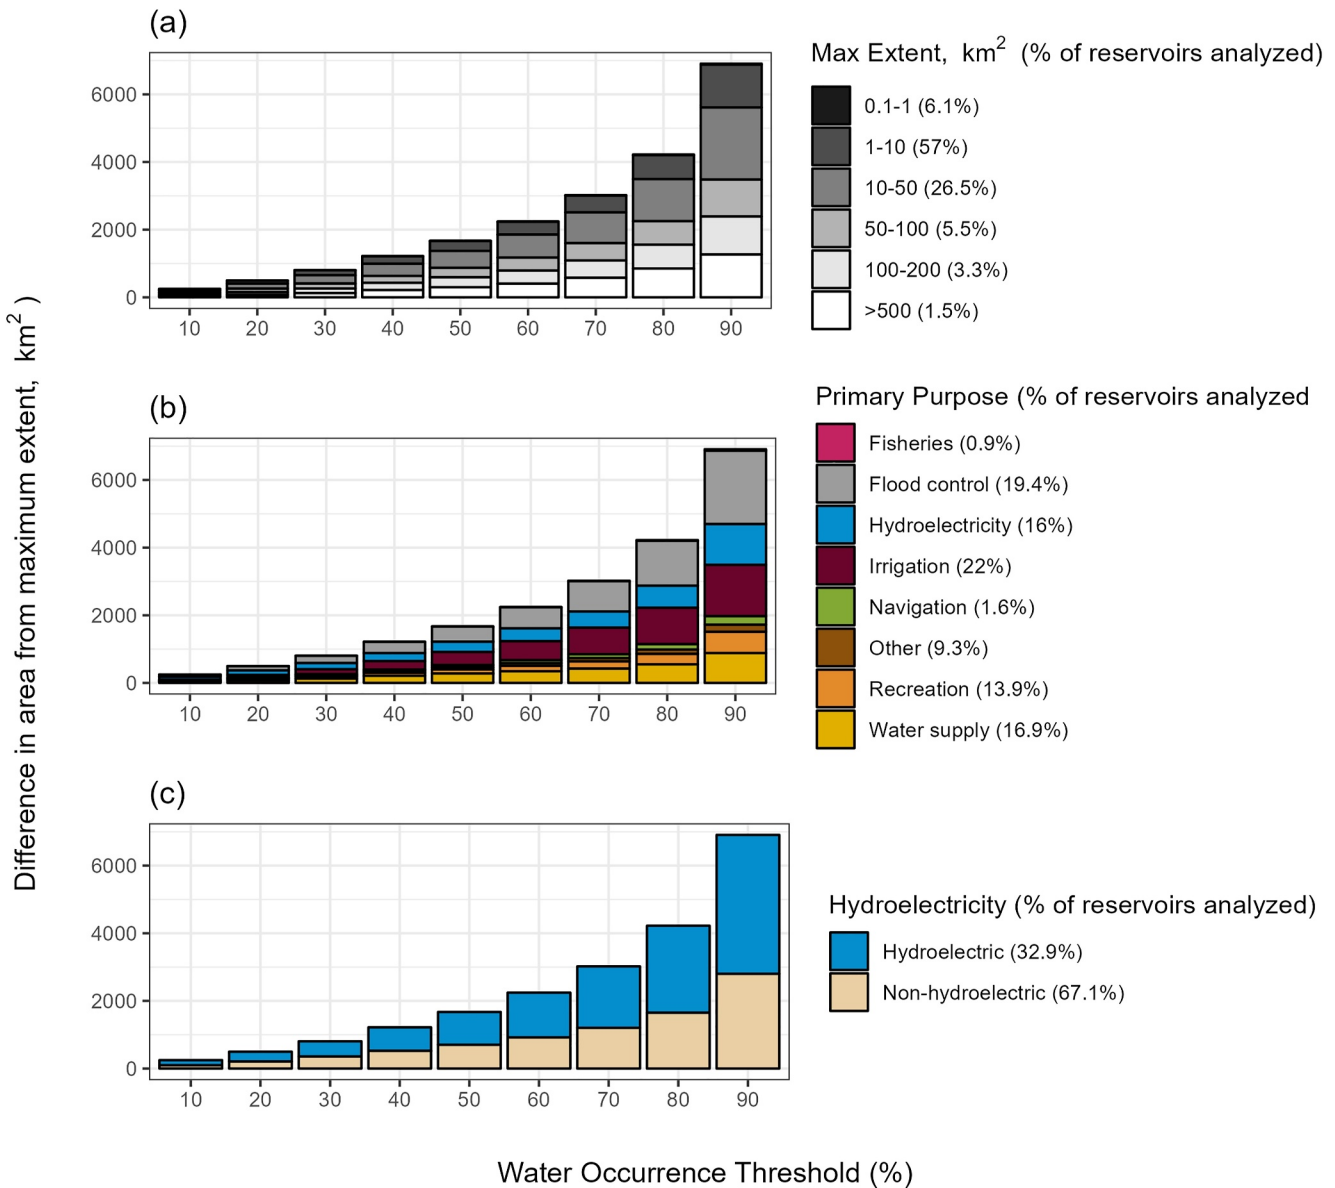 (a)
Max Extent, km² (% of reservoirs analyzed)
6000
4000
2000
0
10 20 30 40 50 60 70 80 90
0.1-1 (6.1%)
1-10 (57%)
10-50 (26.5%)
50-100 (5.5%)
100-200 (3.3%)
>500 (1.5%)
Difference in area from maximum extent, km² )
(b)
Primary Purpose (% of reservoirs analyzed
6000
4000
2000
0
10 20 30 40 50 60 70 80 90
Fisheries (0.9%)
Flood control (19.4%)
Hydroelectricity (16%)
Irrigation (22%)
Navigation (1.6%)
Other (9.3%)
Recreation (13.9%)
Water supply (16.9%)
(c)
6000
4000
2000
0
10 20 30 40 50 60 70 80 90
Hydroelectricity (% of reservoirs analyzed)
Hydroelectric (32.9%)
Non-hydroelectric (67.1%)
Water Occurrence Threshold (%)